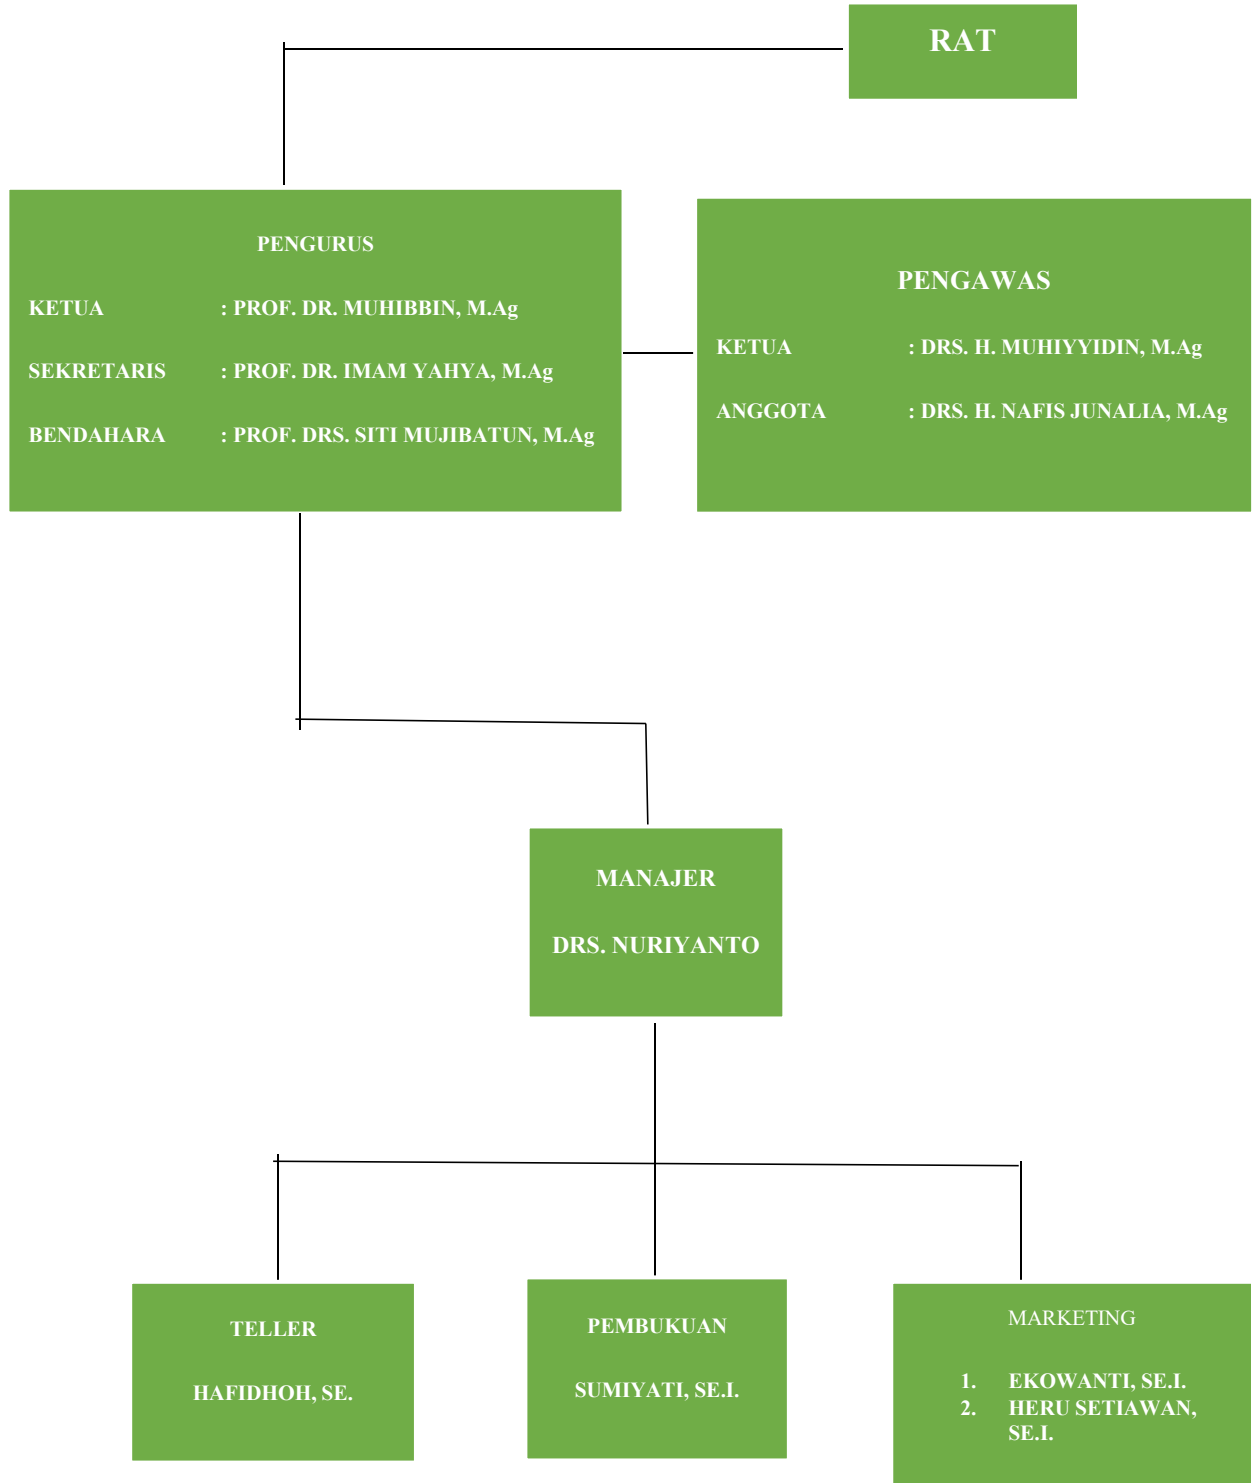 RAT
PENGURUS
KETUA : PROF. DR. MUHIBBIN, M.Ag
SEKRETARIS : PROF. DR. IMAM YAHYA, M.Ag
BENDAHARA : PROF. DRS. SITI MUJIBATUN, M.Ag
PENGAWAS
KETUA : DRS. H. MUHIYYIDIN, M.Ag
ANGGOTA : DRS. H. NAFIS JUNALIA, M.Ag
MANAJER
DRS. NURIYANTO
TELLER
HAFIDHOH, SE.
PEMBUKUAN
SUMIYATI, SE.I.
MARKETING
1. EKOWANTI, SE.I.
2. HERU SETIAWAN,
SE.I.